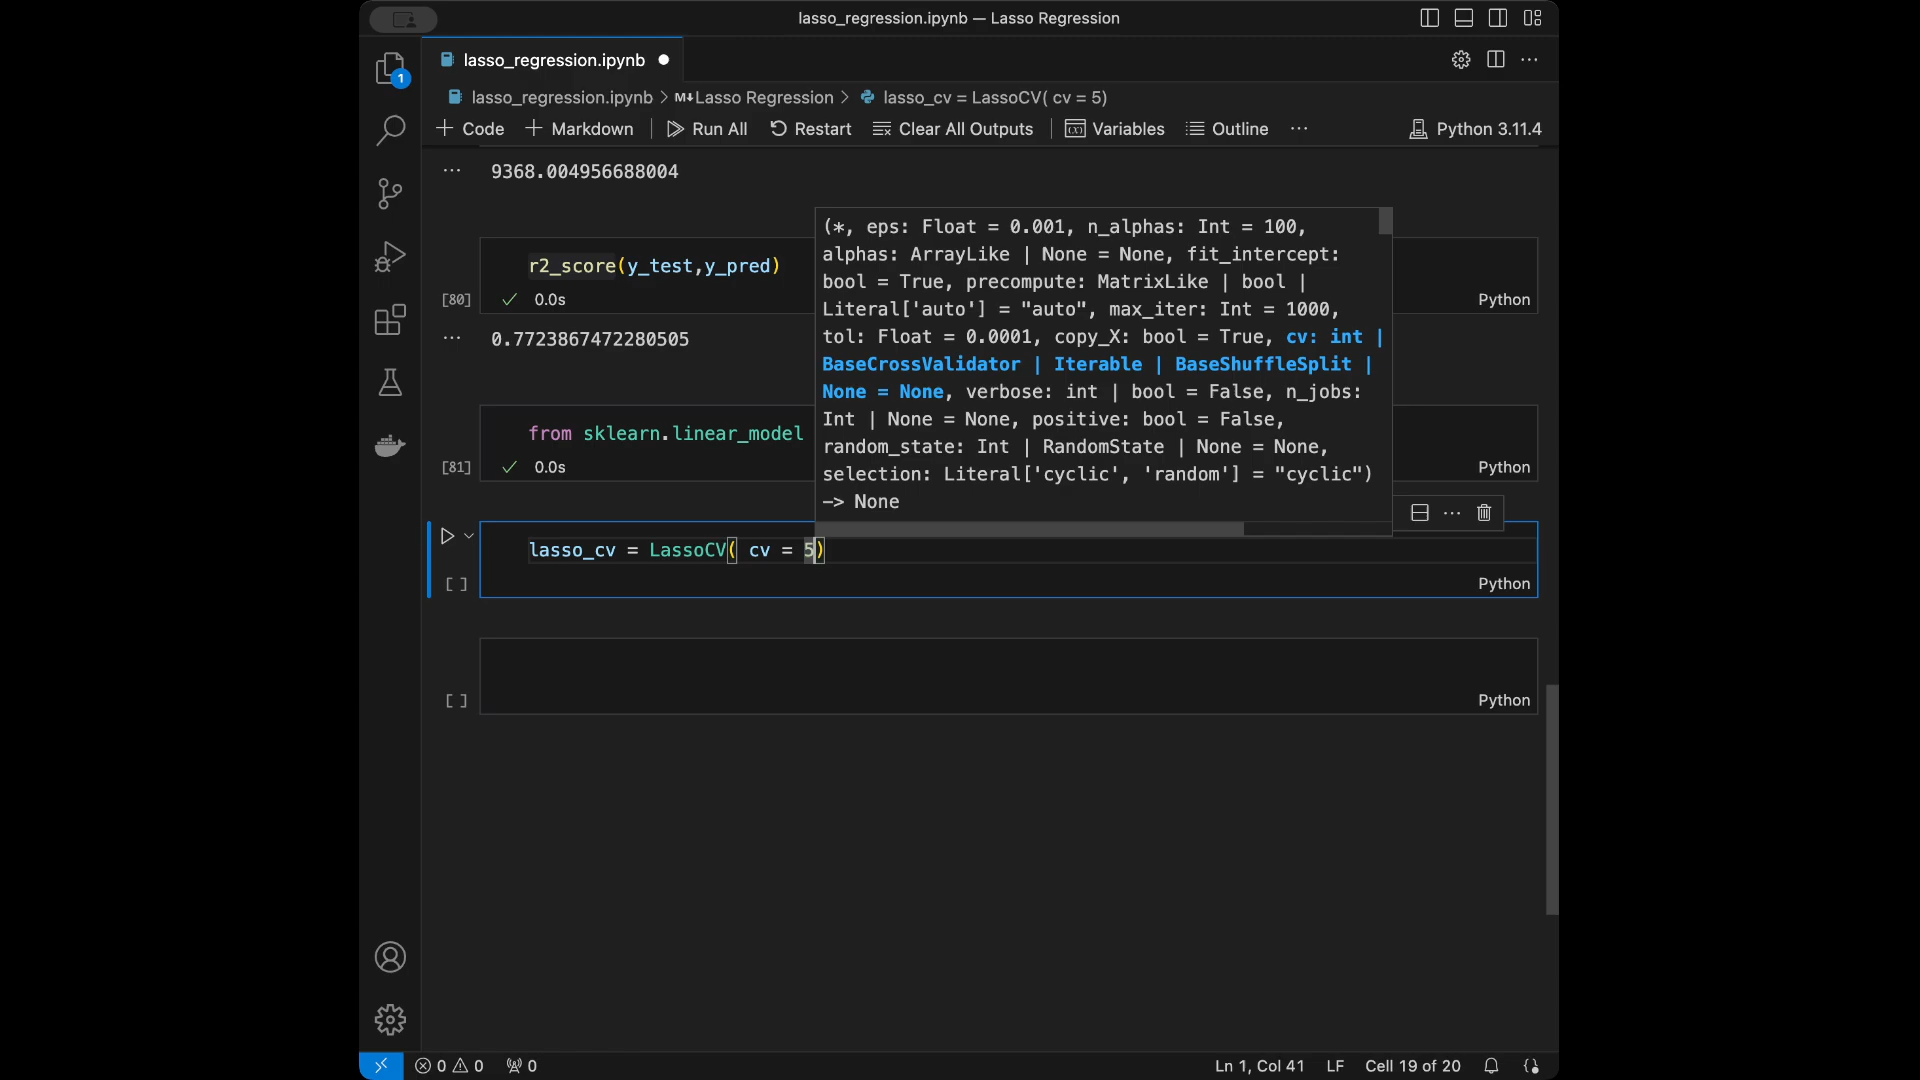 lasso_regression.ipynb — Lasso Regression
1
lasso_regression.ipynb
lasso_regression.ipynb > M↓Lasso Regression > lasso_cv = LassoCV( cv = 5)
+ Code + Markdown Run All Restart Clear All Outputs Variables Outline ... Python 3.11.4
... 9368.004956688004
r2_score(y_test,y_pred)
[80] ✓ 0.0s Python
... 0.7723867472280505
from sklearn.linear_model
[81] ✓ 0.0s Python
(*, eps: Float = 0.001, n_alphas: Int = 100,
alphas: ArrayLike | None = None, fit_intercept:
bool = True, precompute: MatrixLike | bool |
Literal['auto'] = "auto", max_iter: Int = 1000,
tol: Float = 0.0001, copy_X: bool = True, cv: int |
BaseCrossValidator | Iterable | BaseShuffleSplit |
None = None, verbose: int | bool = False, n_jobs:
Int | None = None, positive: bool = False,
random_state: Int | RandomState | None = None,
selection: Literal['cyclic', 'random'] = "cyclic")
-> None
lasso_cv = LassoCV( cv = 5)
[ ] Python
[ ] Python
0 0 0 Ln 1, Col 41 LF Cell 19 of 20